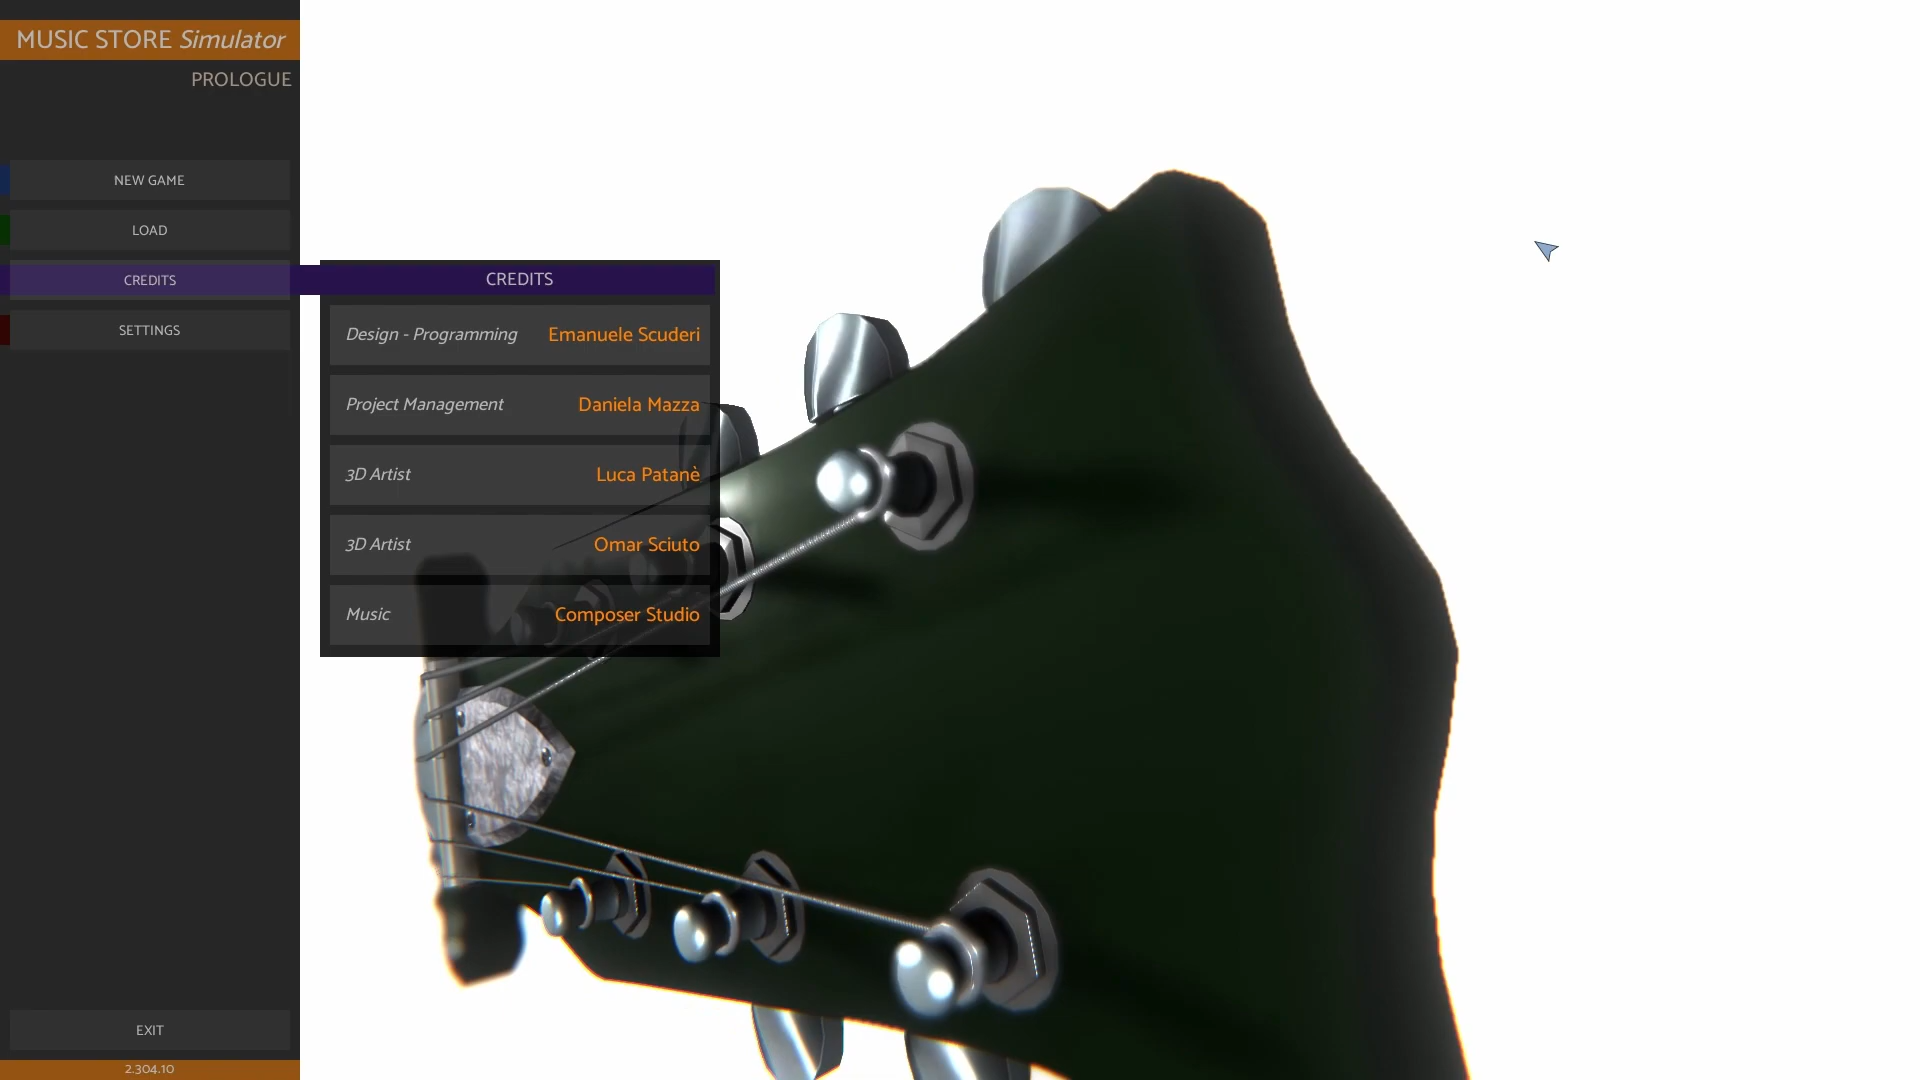 MUSIC STORE Simulator
PROLOGUE
NEW GAME
LOAD
CREDITS
SETTINGS
CREDITS
Design - Programming Emanuele Scuderi
Project Management Daniela Mazza
3D Artist Luca Patanè
3D Artist Omar Sciuto
Music Composer Studio
EXIT
2.304.10